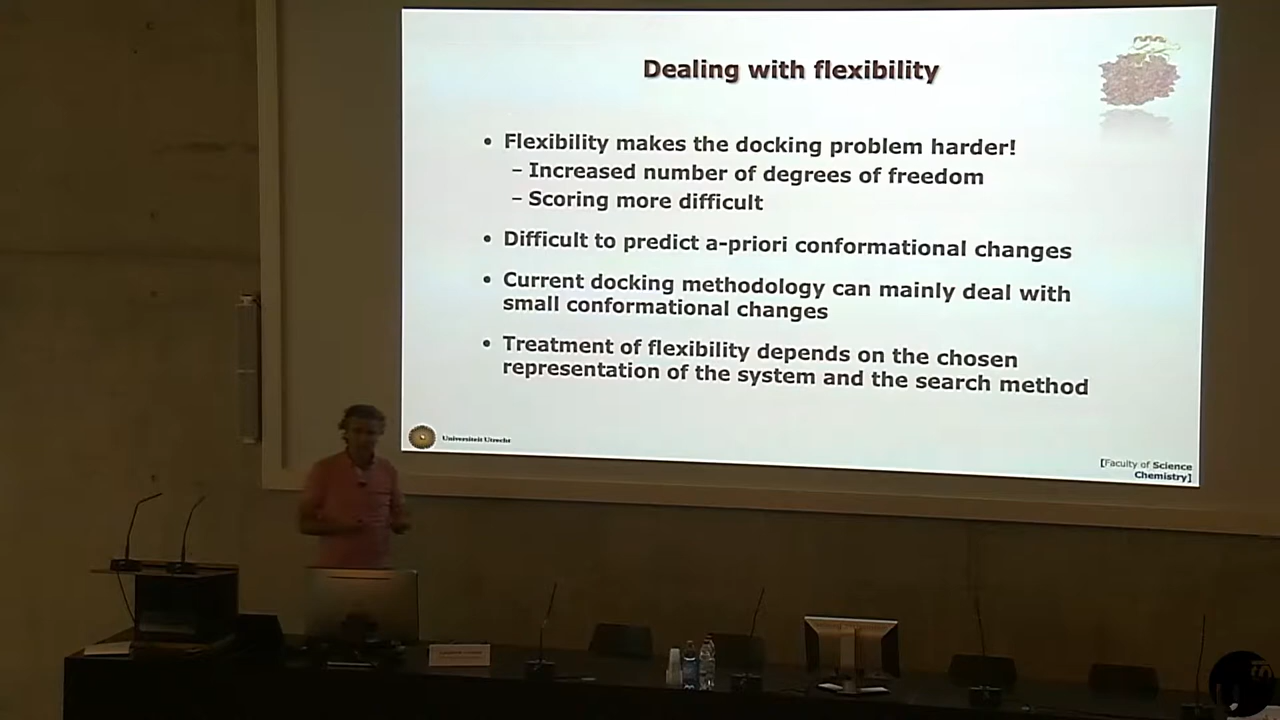 Dealing with flexibility
• Flexibility makes the docking problem harder!
– Increased number of degrees of freedom
– Scoring more difficult
• Difficult to predict a-priori conformational changes
• Current docking methodology can mainly deal with
small conformational changes
• Treatment of flexibility depends on the chosen
representation of the system and the search method
Universiteit Utrecht
[Faculty of Science
Chemistry]